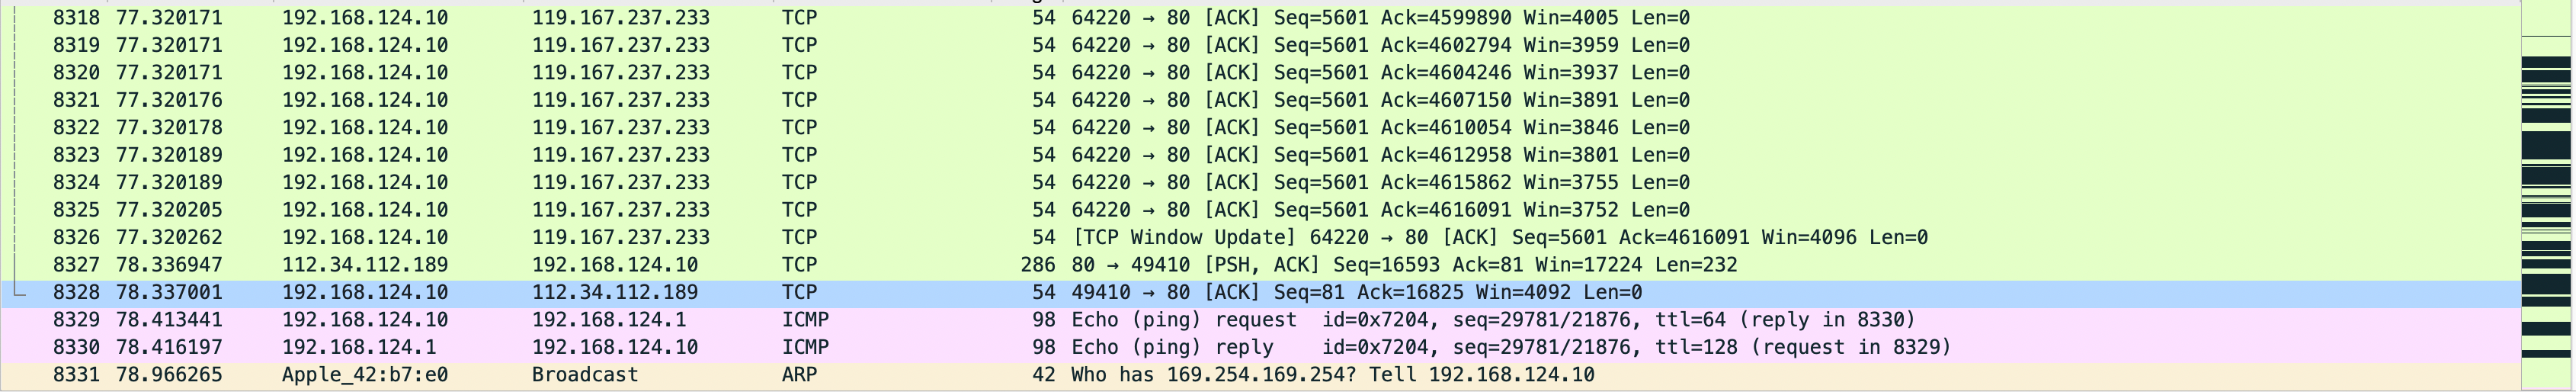 8318 77.320171 192.168.124.10 119.167.237.233 TCP 54 64220 → 80 [ACK] Seq=5601 Ack=4599890 Win=4005 Len=0
8319 77.320171 192.168.124.10 119.167.237.233 TCP 54 64220 → 80 [ACK] Seq=5601 Ack=4602794 Win=3959 Len=0
8320 77.320171 192.168.124.10 119.167.237.233 TCP 54 64220 → 80 [ACK] Seq=5601 Ack=4604246 Win=3937 Len=0
8321 77.320176 192.168.124.10 119.167.237.233 TCP 54 64220 → 80 [ACK] Seq=5601 Ack=4607150 Win=3891 Len=0
8322 77.320178 192.168.124.10 119.167.237.233 TCP 54 64220 → 80 [ACK] Seq=5601 Ack=4610054 Win=3846 Len=0
8323 77.320189 192.168.124.10 119.167.237.233 TCP 54 64220 → 80 [ACK] Seq=5601 Ack=4612958 Win=3801 Len=0
8324 77.320189 192.168.124.10 119.167.237.233 TCP 54 64220 → 80 [ACK] Seq=5601 Ack=4615862 Win=3755 Len=0
8325 77.320205 192.168.124.10 119.167.237.233 TCP 54 64220 → 80 [ACK] Seq=5601 Ack=4616091 Win=3752 Len=0
8326 77.320262 192.168.124.10 119.167.237.233 TCP 54 [TCP Window Update] 64220 → 80 [ACK] Seq=5601 Ack=4616091 Win=4096 Len=0
8327 78.336947 112.34.112.189 192.168.124.10 TCP 286 80 → 49410 [PSH, ACK] Seq=16593 Ack=81 Win=17224 Len=232
8328 78.337001 192.168.124.10 112.34.112.189 TCP 54 49410 → 80 [ACK] Seq=81 Ack=16825 Win=4092 Len=0
8329 78.413441 192.168.124.10 192.168.124.1 ICMP 98 Echo (ping) request id=0x7204, seq=29781/21876, ttl=64 (reply in 8330)
8330 78.416197 192.168.124.1 192.168.124.10 ICMP 98 Echo (ping) reply id=0x7204, seq=29781/21876, ttl=128 (request in 8329)
8331 78.966265 Apple_42:b7:e0 Broadcast ARP 42 Who has 169.254.169.254? Tell 192.168.124.10